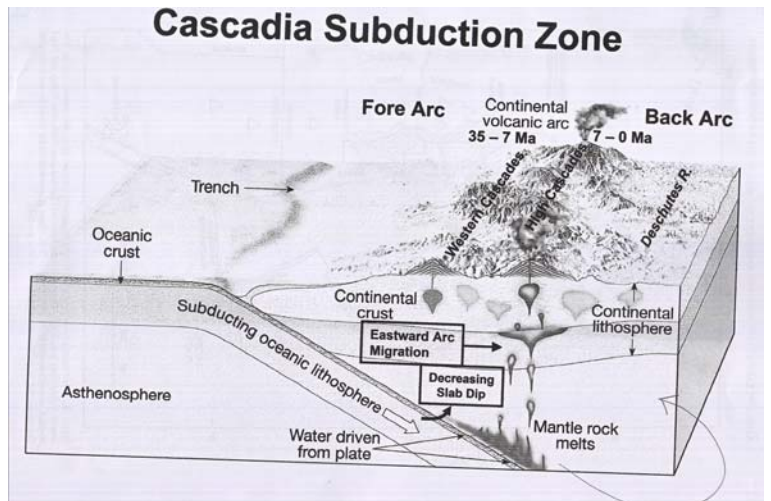 Cascadia Subduction Zone
Fore Arc
Continental
volcanic arc
Back Arc
35 – 7 Ma
7 – 0 Ma
Trench
Western Cascades
High Cascades
Deschutes R.
Oceanic
crust
Continental
crust
Continental
lithosphere
Subducting oceanic lithosphere
Eastward Arc
Migration
Decreasing
Slab Dip
Asthenosphere
Water driven
from plate
Mantle rock
melts